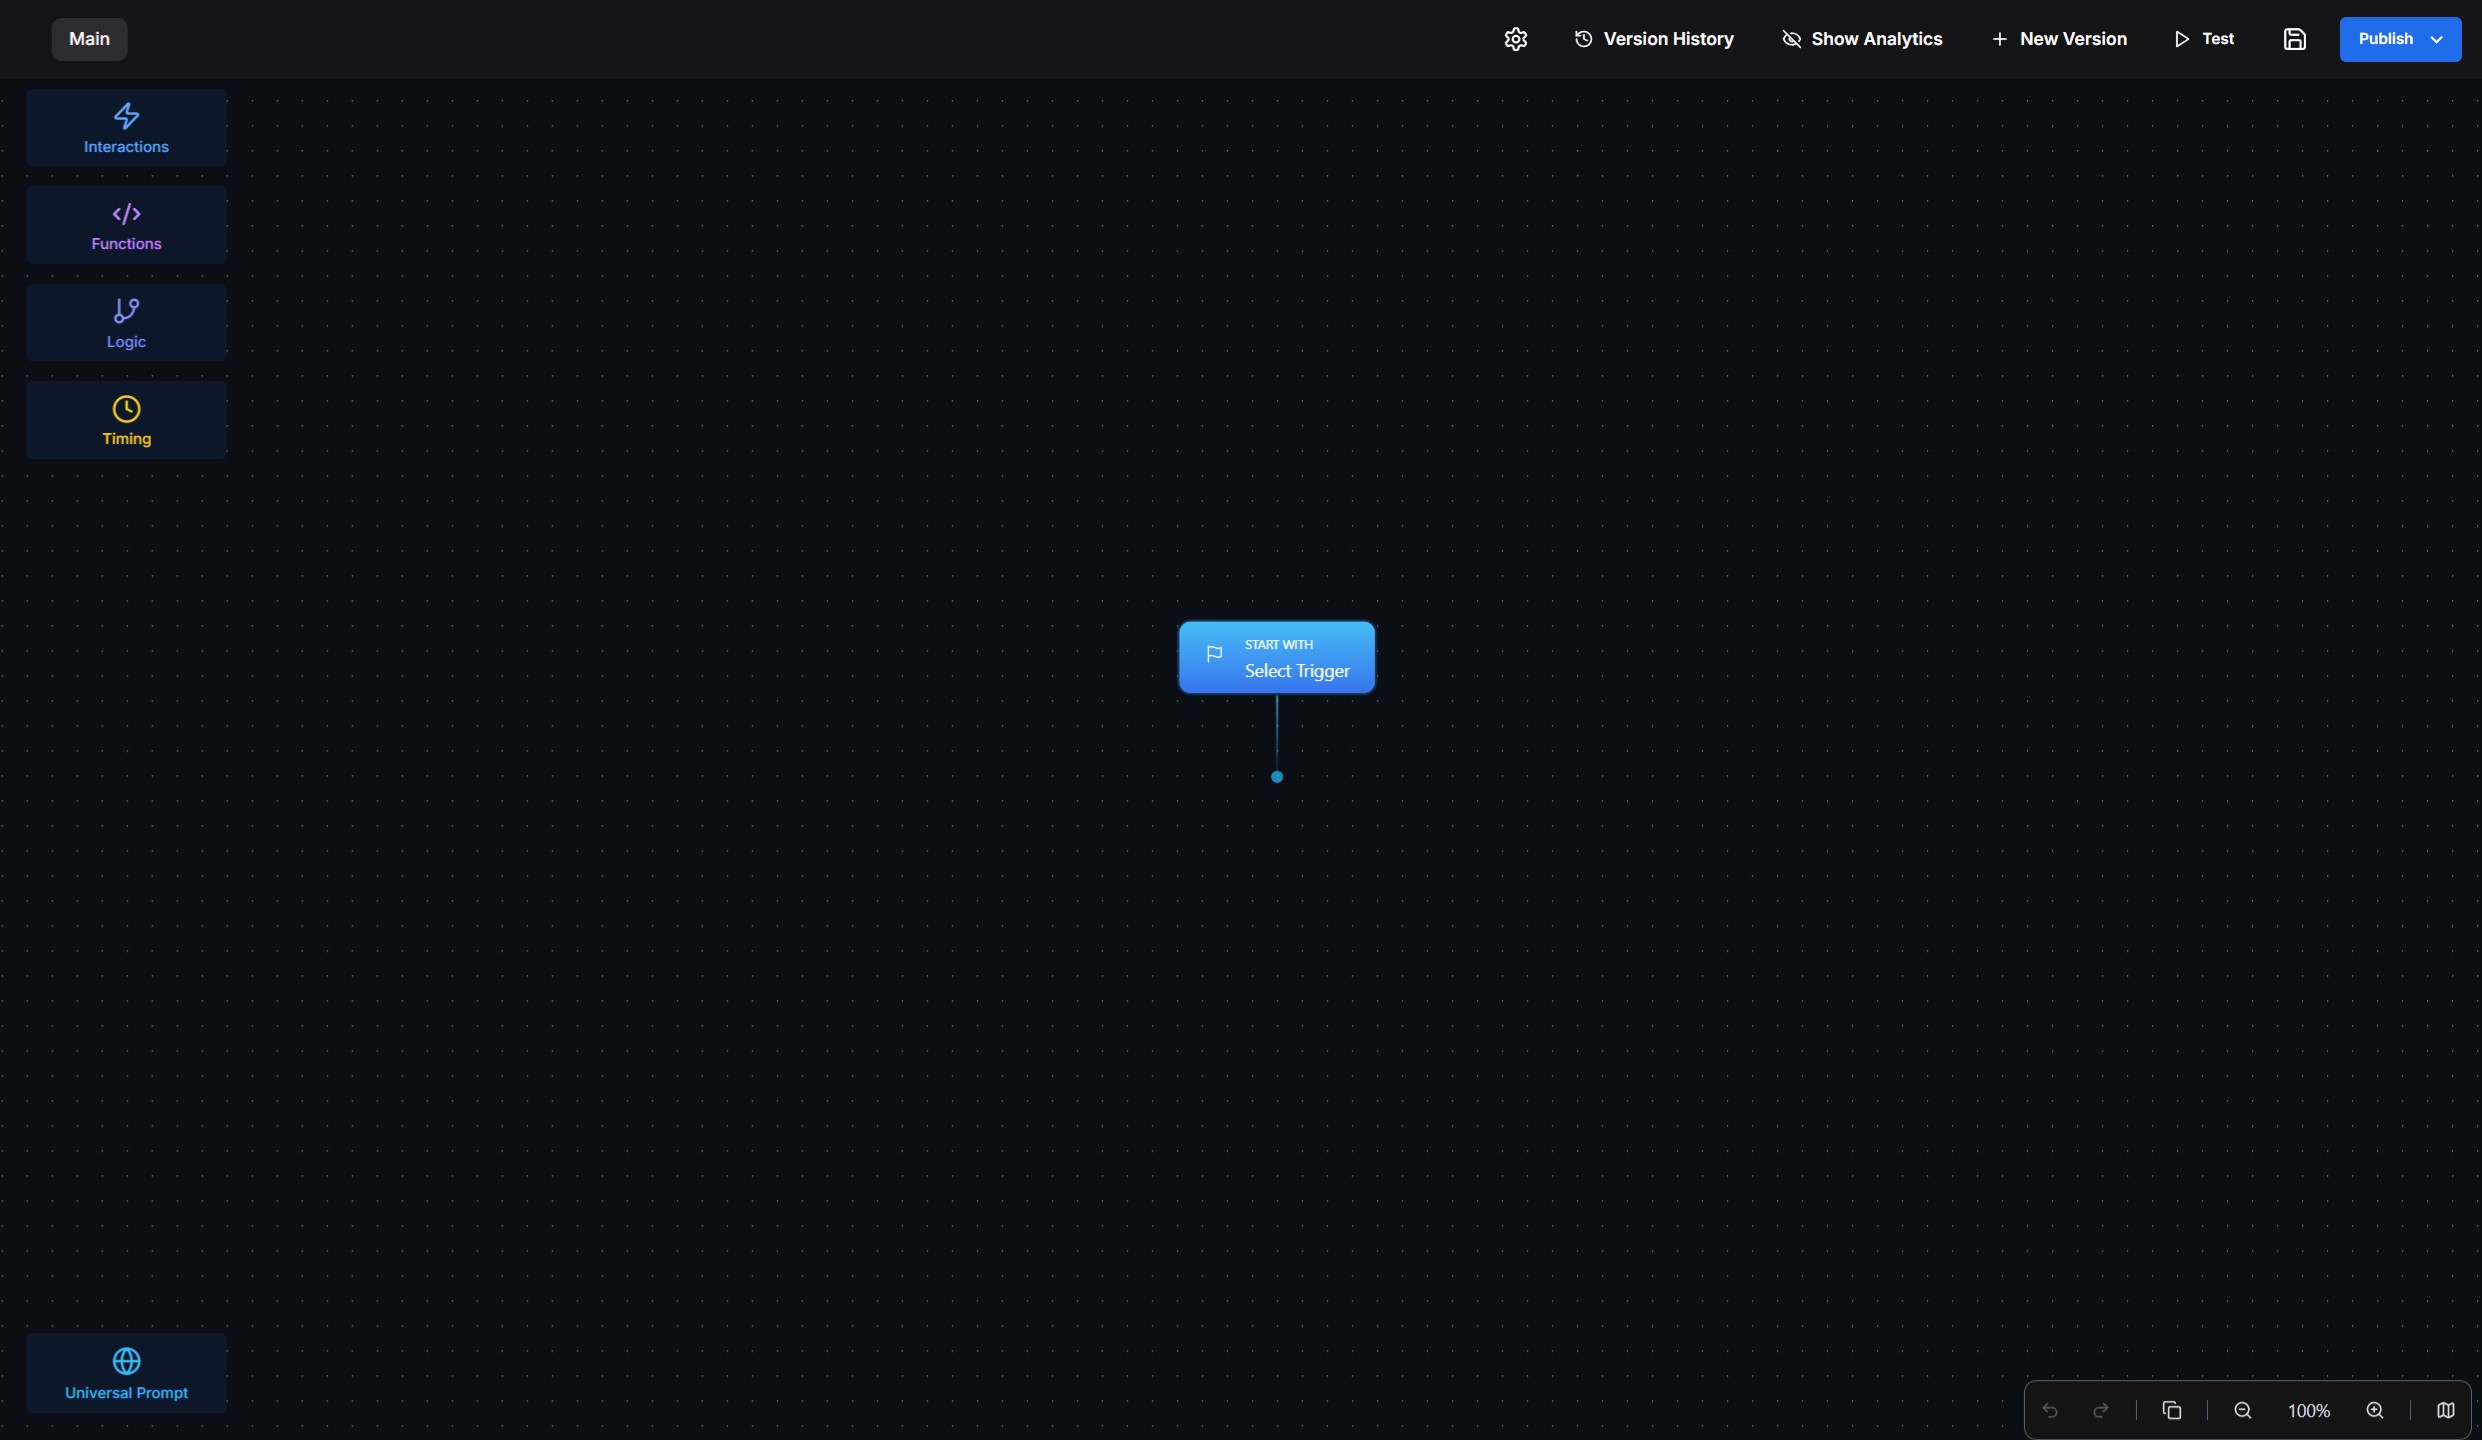 Main
Version History
Show Analytics
New Version
Test
Publish
Interactions
Functions
Logic
Timing
START WITH
Select Trigger
Universal Prompt
100%